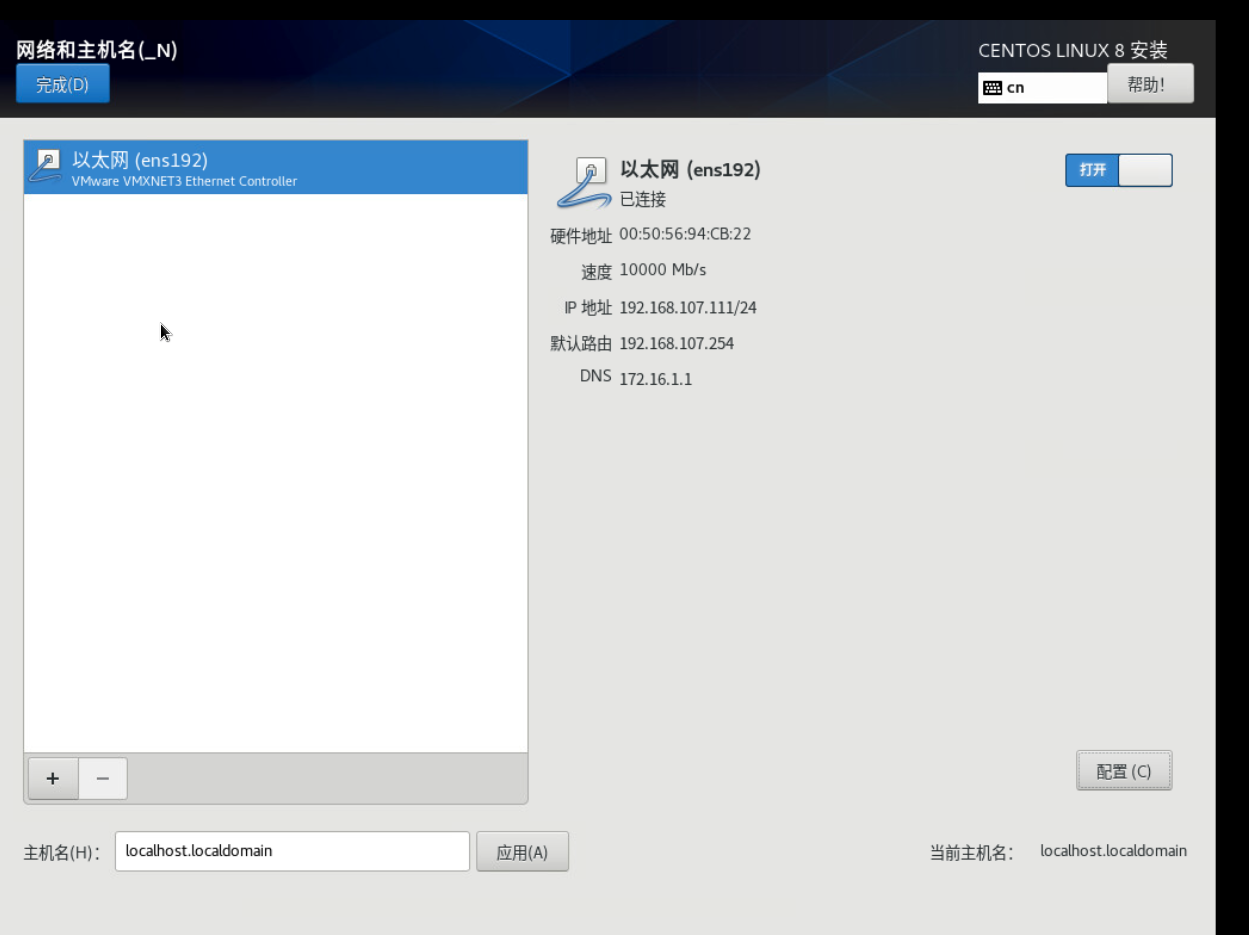 网络和主机名(_N)
CENTOS LINUX 8 安装
完成(D)
cn
帮助！
以太网 (ens192)
VMware VMXNET3 Ethernet Controller
以太网 (ens192)
已连接
打开
硬件地址 00:50:56:94:CB:22
速度 10000 Mb/s
IP 地址 192.168.107.111/24
默认路由 192.168.107.254
DNS 172.16.1.1
+ −
配置 (C)
主机名(H)： localhost.localdomain 应用(A)
当前主机名： localhost.localdomain